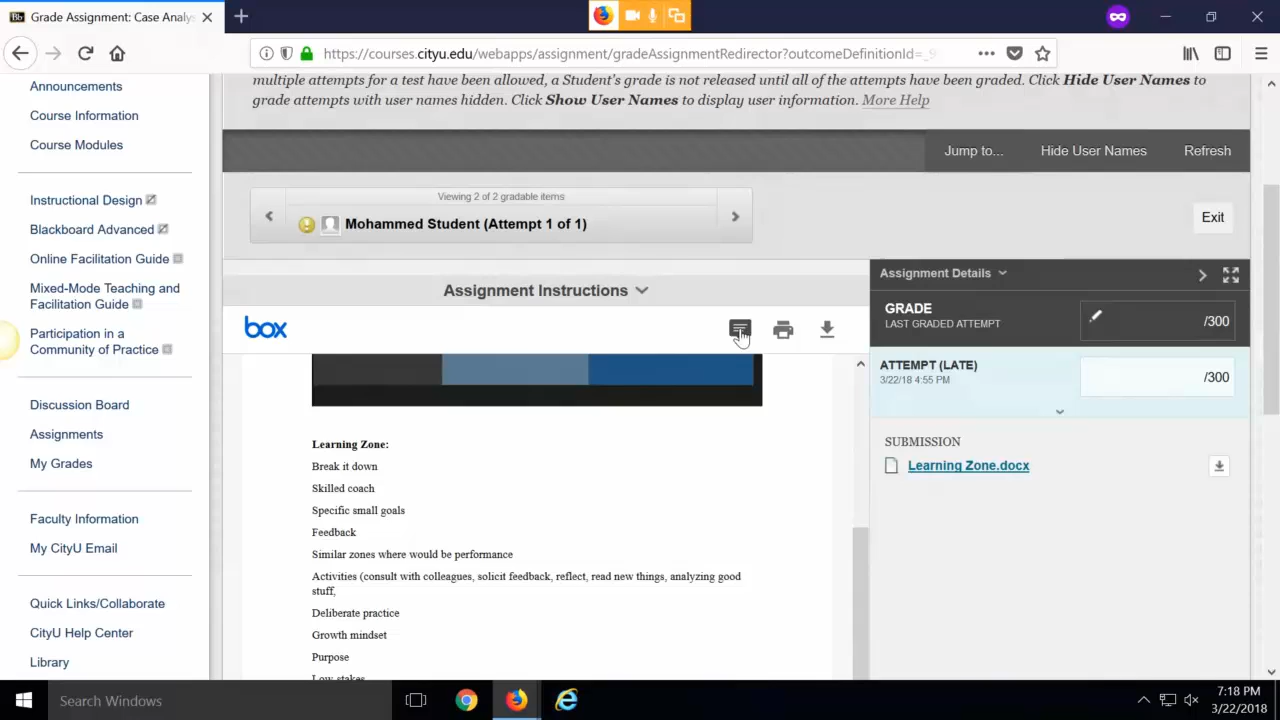 Grade Assignment: Case Analys
https://courses.cityu.edu/webapps/assignment/gradeAssignmentRedirector?outcomeDefinitionId=_9
Announcements
Course Information
Course Modules
Instructional Design
Blackboard Advanced
Online Facilitation Guide
Mixed-Mode Teaching and
Facilitation Guide
Participation in a
Community of Practice
Discussion Board
Assignments
My Grades
Faculty Information
My CityU Email
Quick Links/Collaborate
CityU Help Center
Library
multiple attempts for a test have been allowed, a Student's grade is not released until all of the attempts have been graded. Click Hide User Names to
grade attempts with user names hidden. Click Show User Names to display user information. More Help
Jump to... Hide User Names Refresh
Viewing 2 of 2 gradable items
Mohammed Student (Attempt 1 of 1)
Exit
Assignment Instructions
box
Learning Zone:
Break it down
Skilled coach
Specific small goals
Feedback
Similar zones where would be performance
Activities (consult with colleagues, solicit feedback, reflect, read new things, analyzing good
stuff,
Deliberate practice
Growth mindset
Purpose
Low stakes
Assignment Details
GRADE
LAST GRADED ATTEMPT
/300
ATTEMPT (LATE)
3/22/18 4:55 PM
/300
SUBMISSION
Learning Zone.docx
Search Windows
7:18 PM
3/22/2018